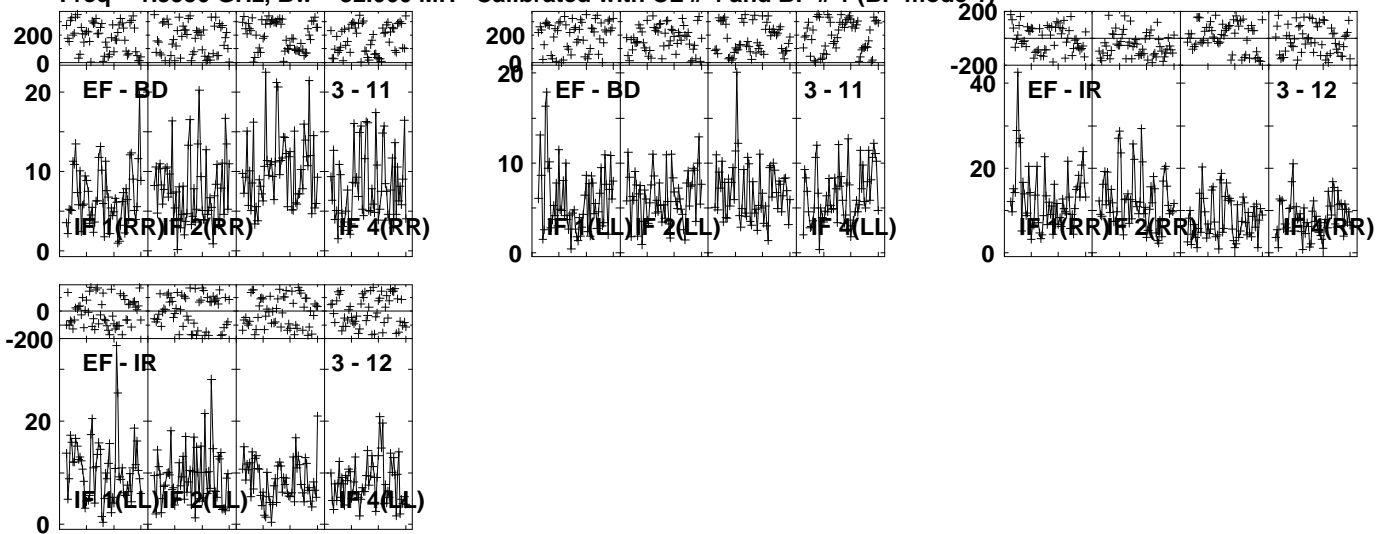 200
0
20
10
0
EF - BD
3 - 11
IF 1(RR)
IF 2(RR)
IF 4(RR)
200
0
20
10
0
EF - BD
3 - 11
IF 1(LL)
IF 2(LL)
IF 4(LL)
200
-200
40
20
0
EF - IR
3 - 12
IF 1(RR)
IF 2(RR)
IF 4(RR)
0
-200
20
0
EF - IR
3 - 12
IF 1(LL)
IF 2(LL)
IF 4(LL)